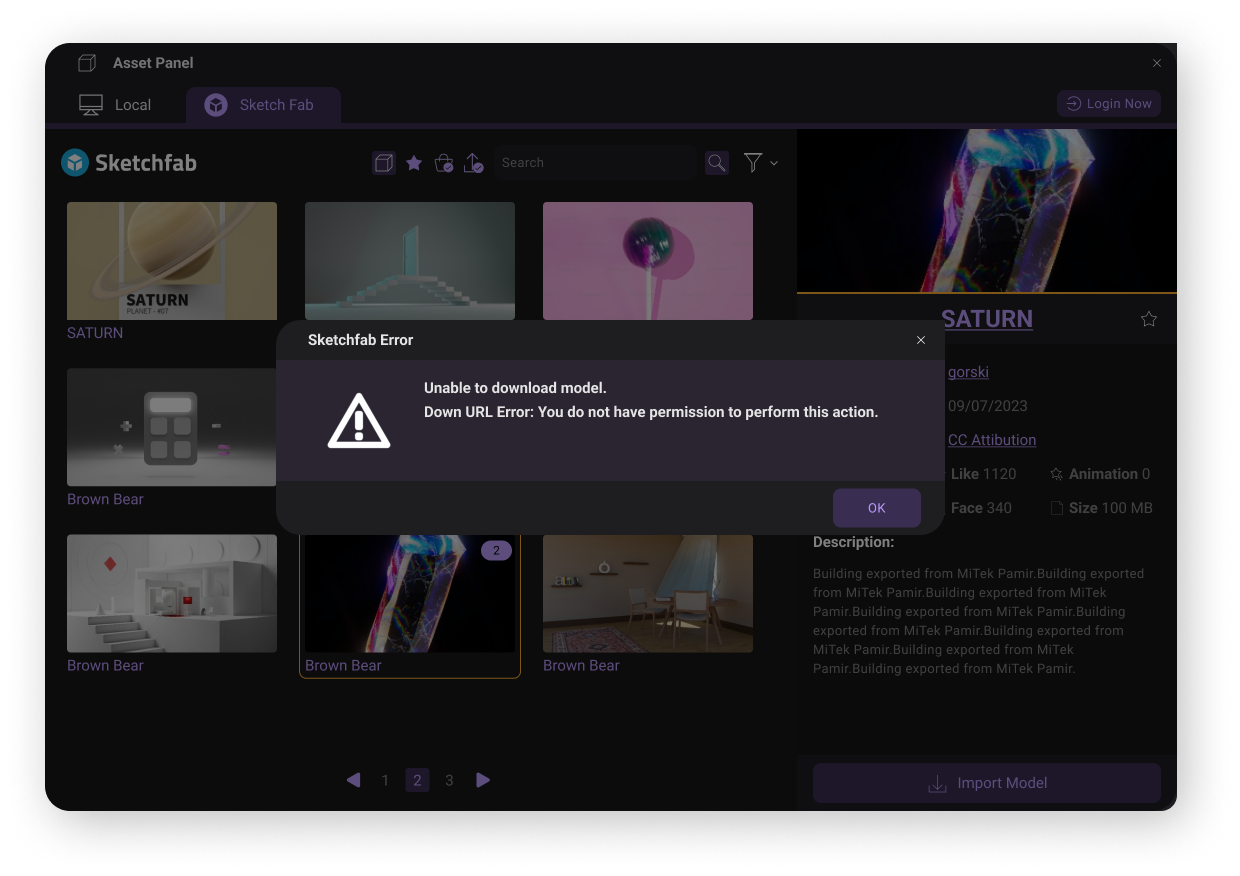 Asset Panel
Local
Sketch Fab
Login Now
Sketchfab
Search
SATURN
PLANET - #07
SATURN
Brown Bear
Brown Bear
2
Brown Bear
Brown Bear
1
2
3
Sketchfab Error
Unable to download model.
Down URL Error: You do not have permission to perform this action.
OK
SATURN
gorski
09/07/2023
CC Attibution
Like 1120
Animation 0
Face 340
Size 100 MB
Description:
Building exported from MiTek Pamir.Building exported
from MiTek Pamir.Building exported from MiTek
Pamir.Building exported from MiTek Pamir.Building
exported from MiTek Pamir.Building exported from
MiTek Pamir.Building exported from MiTek
Pamir.Building exported from MiTek Pamir.
Import Model